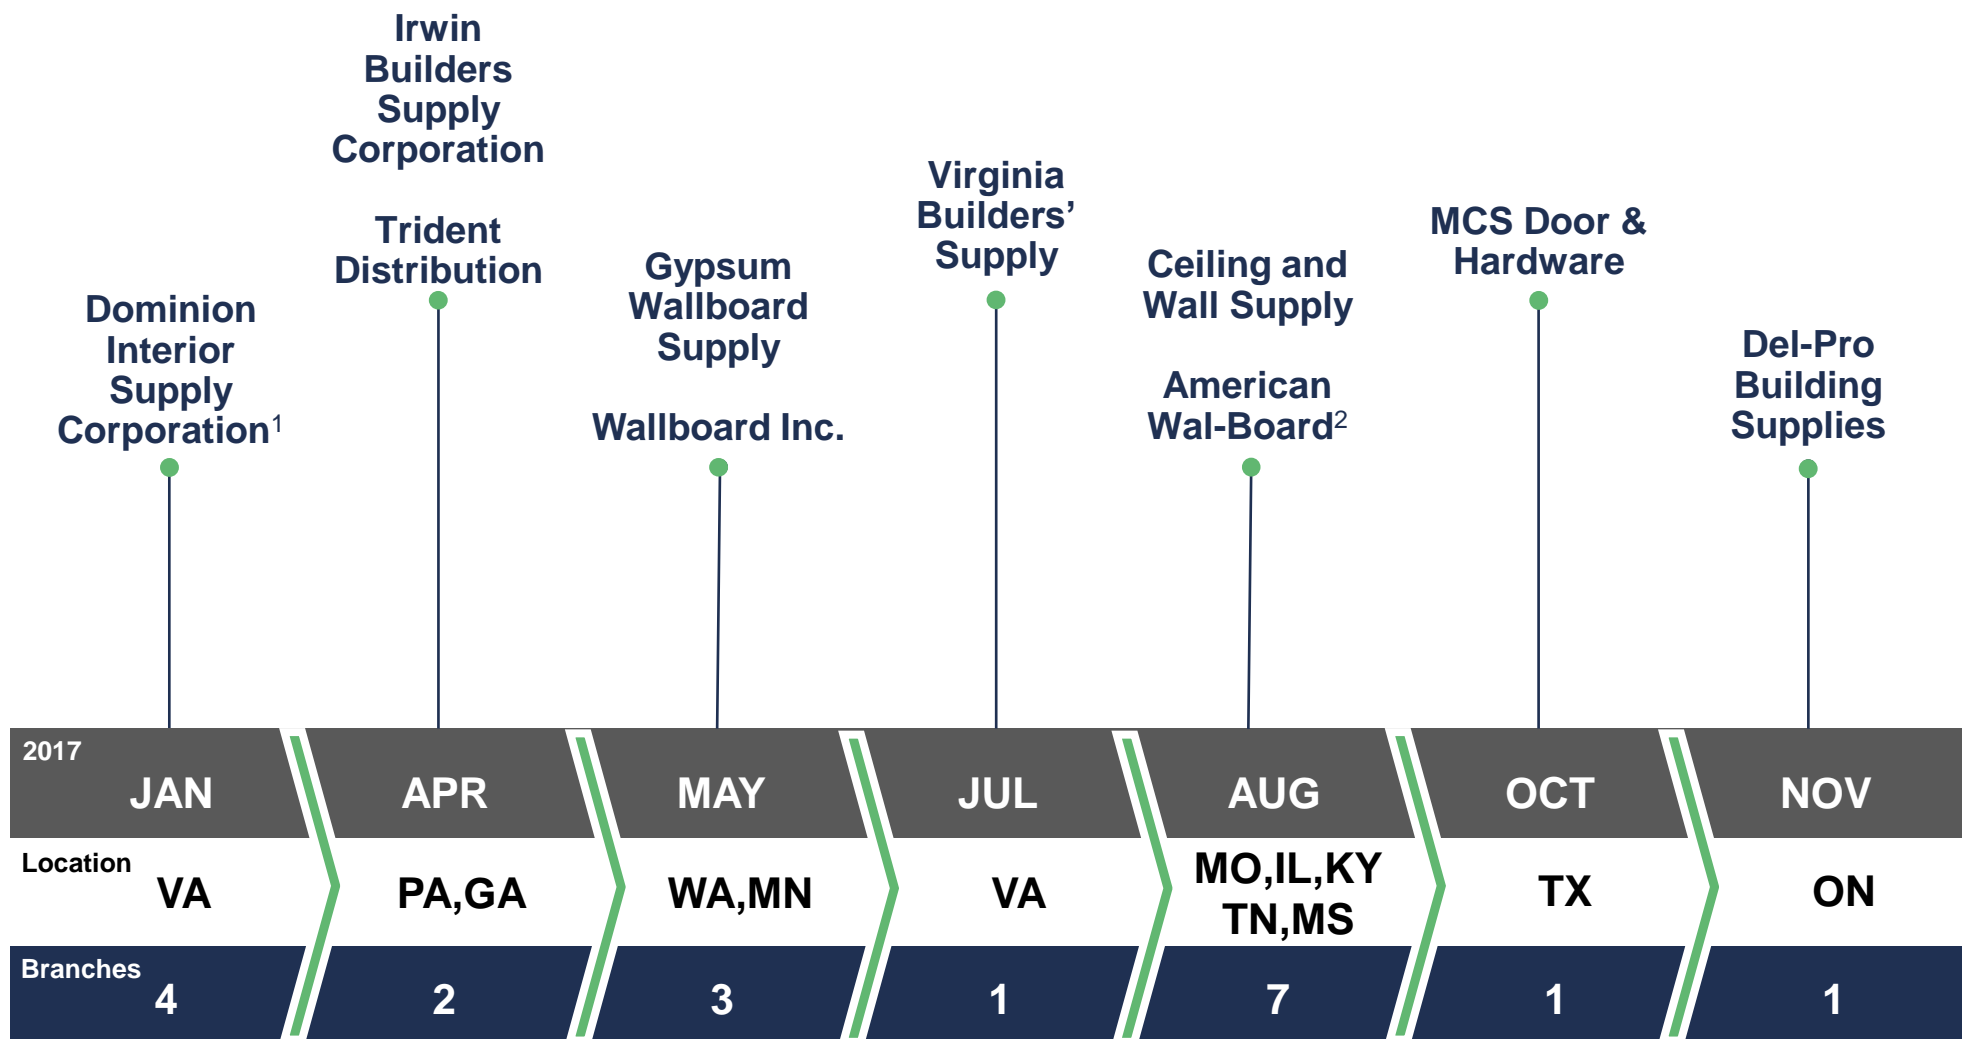 Irwin
Builders
Supply
Corporation
Trident
Distribution
Virginia
Builders’
Supply
MCS Door &
Hardware
Gypsum
Wallboard
Supply
Wallboard Inc.
Ceiling and
Wall Supply
American
Wal-Board2
Dominion
Interior
Supply
Corporation1
Del-Pro
Building
Supplies
2017
JAN APR MAY JUL AUG OCT NOV
Location
VA PA,GA WA,MN VA MO,IL,KY TX ON
TN,MS
Branches
4 2 3 1 7 1 1